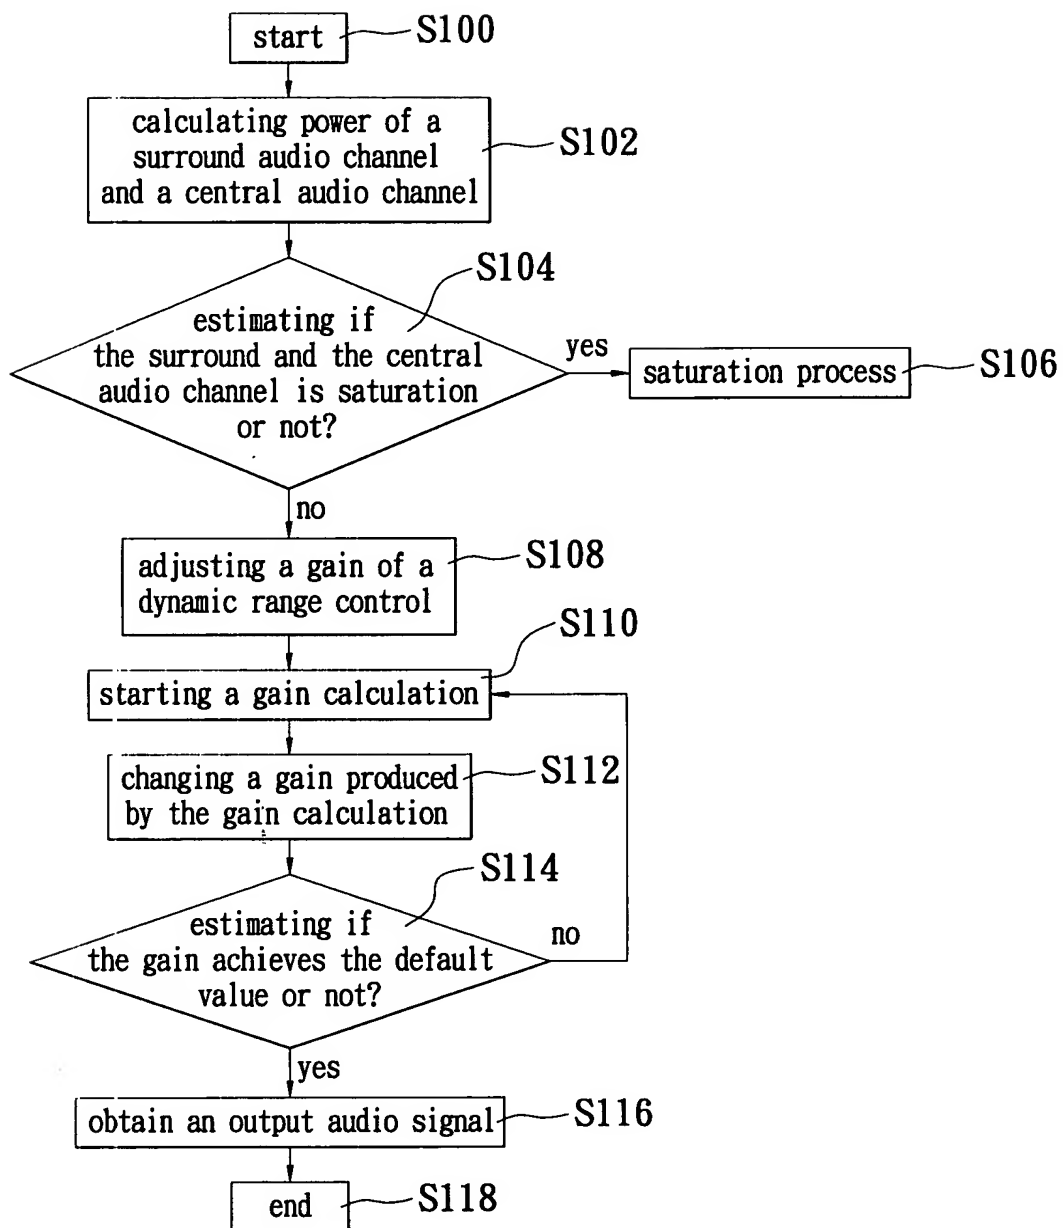 start
S100
calculating power of a
surround audio channel
and a central audio channel
S102
S104
estimating if
the surround and the central
audio channel is saturation
or not?
yes
saturation process
S106
no
adjusting a gain of a
dynamic range control
S108
S110
starting a gain calculation
changing a gain produced
by the gain calculation
S112
S114
estimating if
the gain achieves the default
value or not?
no
yes
obtain an output audio signal
S116
end
S118